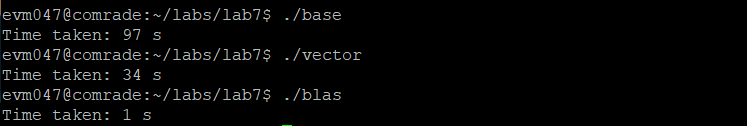 evm047@comrade:~/labs/lab7$ ./base
Time taken: 97 s
evm047@comrade:~/labs/lab7$ ./vector
Time taken: 34 s
evm047@comrade:~/labs/lab7$ ./blas
Time taken: 1 s